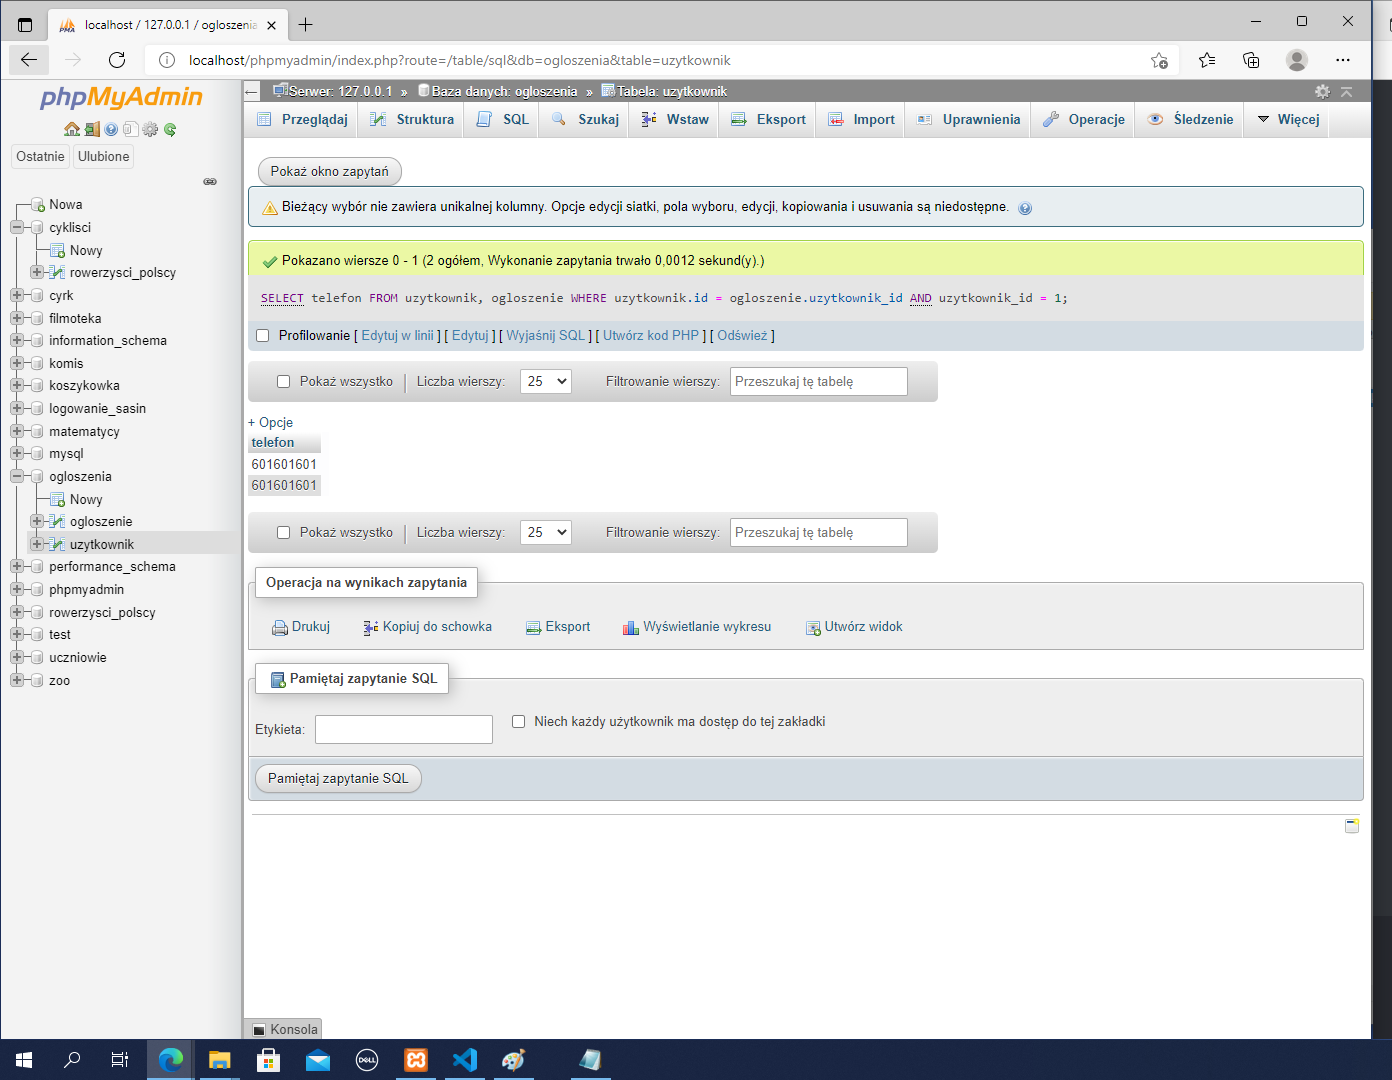 localhost / 127.0.0.1 / ogloszenia
localhost/phpmyadmin/index.php?route=/table/sql&db=ogloszenia&table=uzytkownik
phpMyAdmin
Ostatnie
Ulubione
Nowa
cyklisci
Nowy
rowerzysci_polscy
cyrk
filmoteka
information_schema
komis
koszykowka
logowanie_sasin
matematycy
mysql
ogloszenia
Nowy
ogloszenie
uzytkownik
performance_schema
phpmyadmin
rowerzysci_polscy
test
uczniowie
zoo
Serwer: 127.0.0.1 » Baza danych: ogloszenia » Tabela: uzytkownik
Przeglądaj Struktura SQL Szukaj Wstaw Eksport Import Uprawnienia Operacje Śledzenie Więcej
Pokaż okno zapytań
Bieżący wybór nie zawiera unikalnej kolumny. Opcje edycji siatki, pola wyboru, edycji, kopiowania i usuwania są niedostępne.
Pokazano wiersze 0 - 1 (2 ogółem, Wykonanie zapytania trwało 0,0012 sekund(y).)
SELECT telefon FROM uzytkownik, ogloszenie WHERE uzytkownik.id = ogloszenie.uzytkownik_id AND uzytkownik_id = 1;
Profilowanie [ Edytuj w linii ] [ Edytuj ] [ Wyjaśnij SQL ] [ Utwórz kod PHP ] [ Odśwież ]
Pokaż wszystko Liczba wierszy: 25 Filtrowanie wierszy: Przeszukaj tę tabelę
+ Opcje
telefon
601601601
601601601
Pokaż wszystko Liczba wierszy: 25 Filtrowanie wierszy: Przeszukaj tę tabelę
Operacja na wynikach zapytania
Drukuj Kopiuj do schowka Eksport Wyświetlanie wykresu Utwórz widok
Pamiętaj zapytanie SQL
Etykieta: Niech każdy użytkownik ma dostęp do tej zakładki
Pamiętaj zapytanie SQL
Konsola
DELL